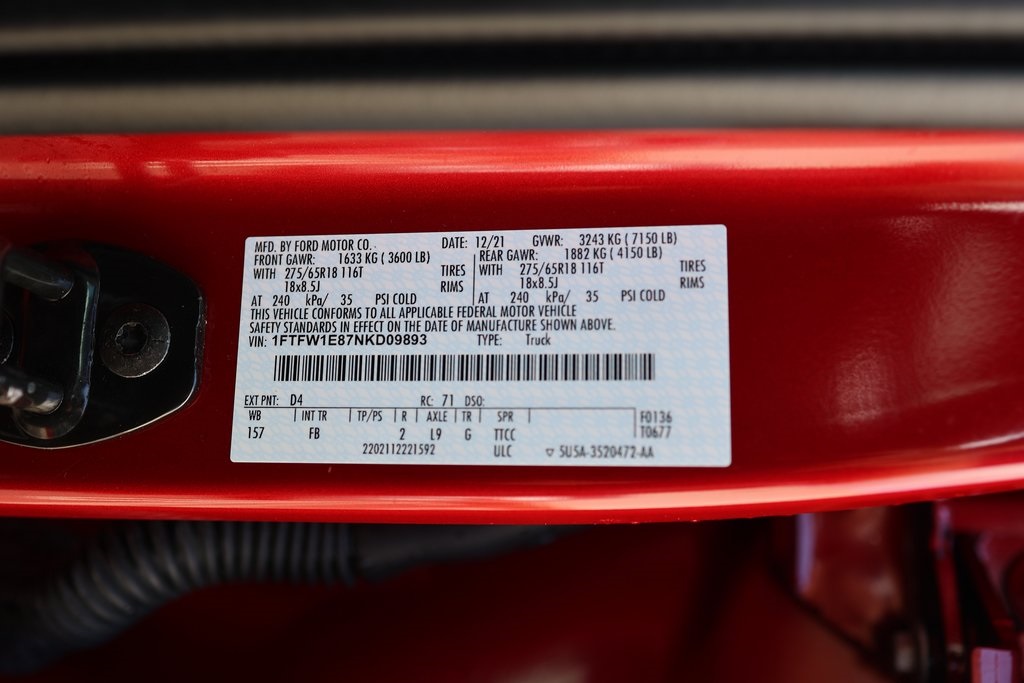 MFD. BY FORD MOTOR CO. DATE: 12/21 GVWR: 3243 KG ( 7150 LB)
FRONT GAWR: 1633 KG ( 3600 LB) REAR GAWR: 1882 KG ( 4150 LB)
WITH 275/65R18 116T TIRES WITH 275/65R18 116T TIRES
18x8.5J RIMS 18x8.5J RIMS
AT 240 kPa/ 35 PSI COLD AT 240 kPa/ 35 PSI COLD
THIS VEHICLE CONFORMS TO ALL APPLICABLE FEDERAL MOTOR VEHICLE
SAFETY STANDARDS IN EFFECT ON THE DATE OF MANUFACTURE SHOWN ABOVE.
VIN: 1FTFW1E87NKD09893 TYPE: Truck
EXT PNT: D4 RC: 71 DSO:
WB INT TR TP/PS R AXLE TR SPR F0136
157 FB 2 L9 G TTCC T0677
2202112221592 ULC ▽ 5U5A-3520472-AA